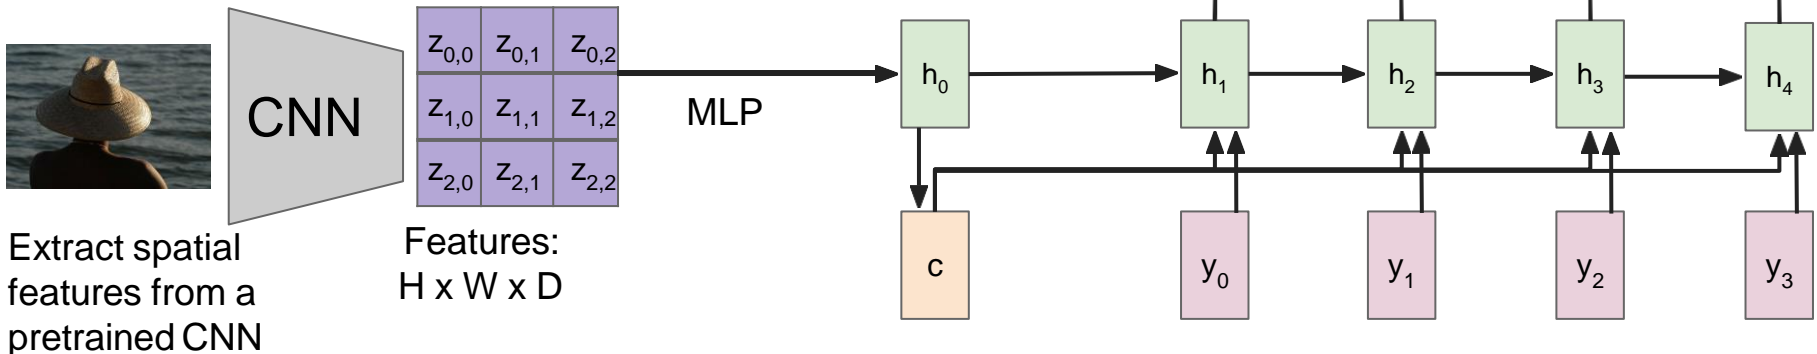 CNN
z0,0 z0,1 z0,2
z1,0 z1,1 z1,2
z2,0 z2,1 z2,2
MLP
h0 h1 h2 h3 h4
c y0 y1 y2 y3
Extract spatial
features from a
pretrained CNN
Features:
H x W x D